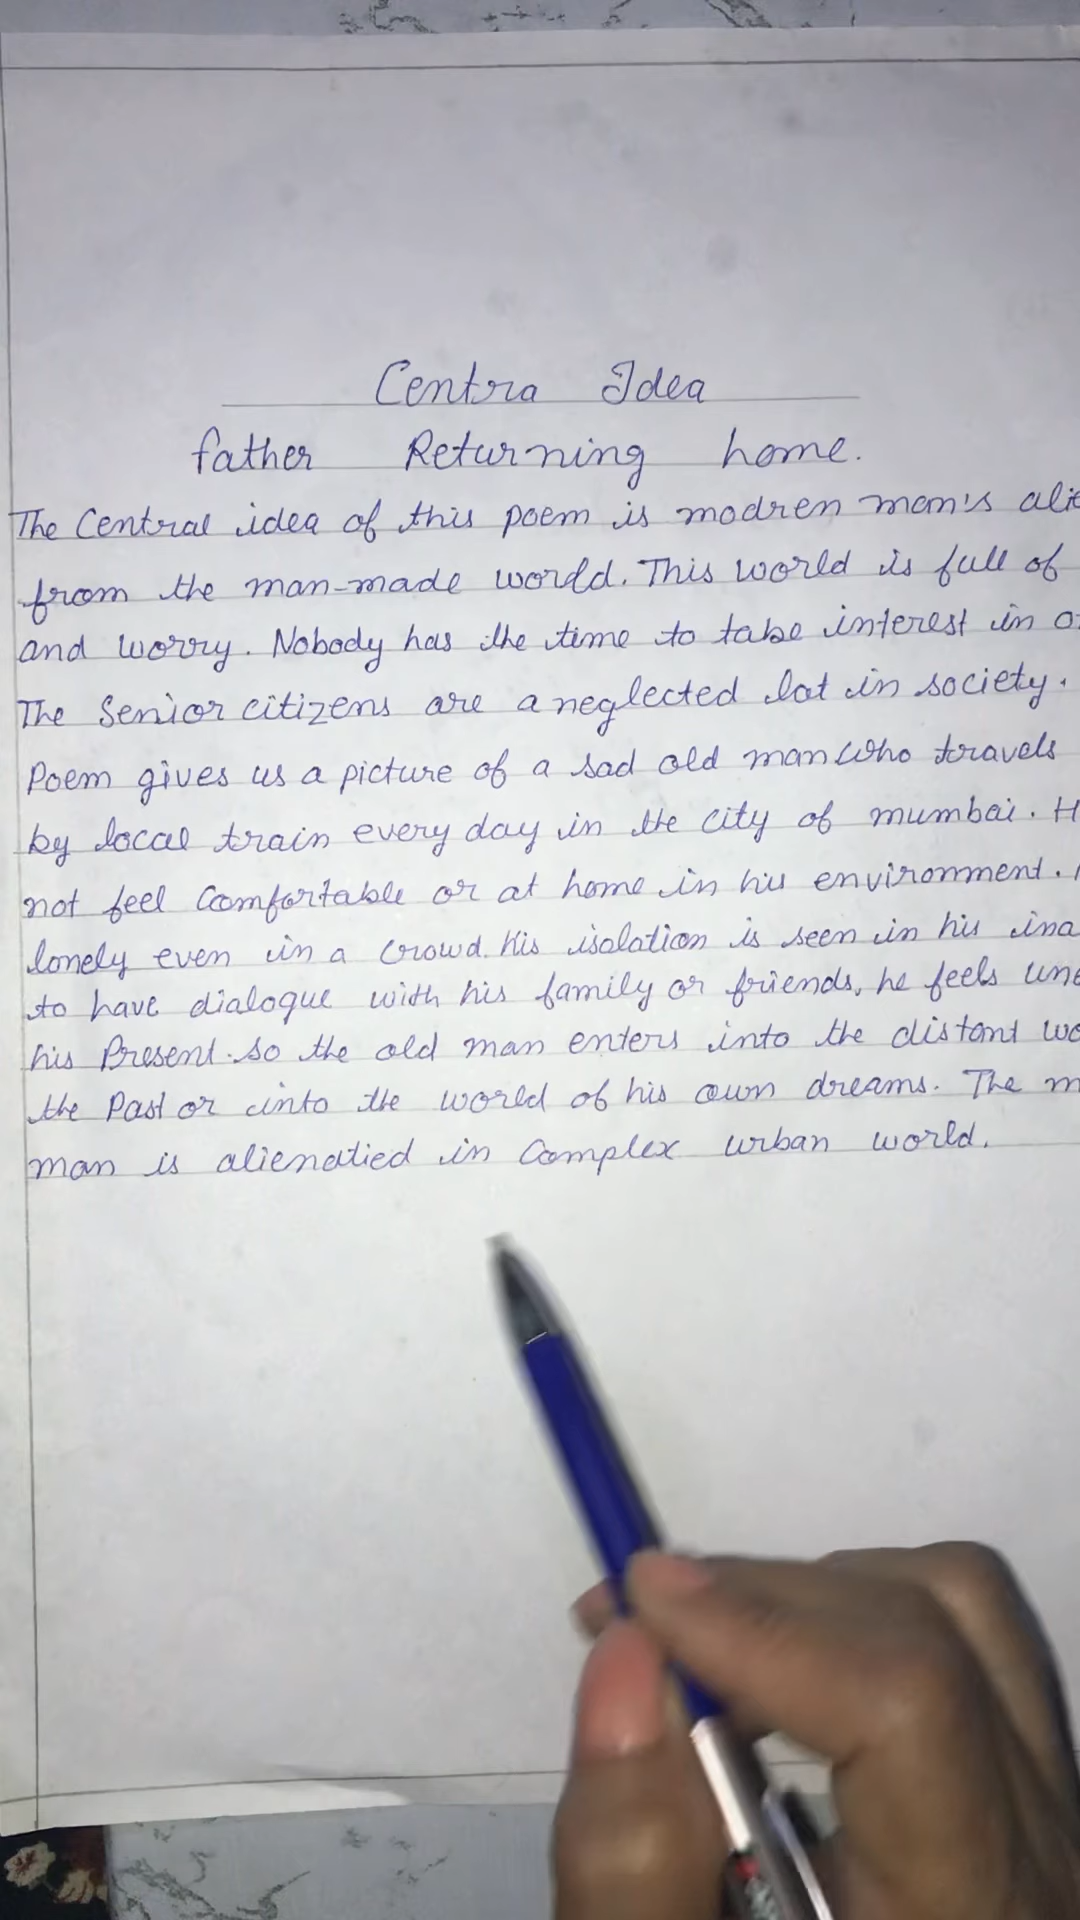 Centra Idea
father Returning home.
The Central idea of this poem is modren man's
from the man-made world. This world is full of
and worry. Nobody has the time to take interest in
The Senior citizens are a neglected lot in society.
Poem gives us a picture of a sad old man who travels
by local train every day in the city of mumbai.
not feel Comfortable or at home in his environment.
lonely even in a crowd. His isolation is seen in his
to have dialogue with his family or friends, he feels
his Present. so the old man enters into the distant
the Past or into the world of his own dreams. The
man is alienatied in Complex urban world.